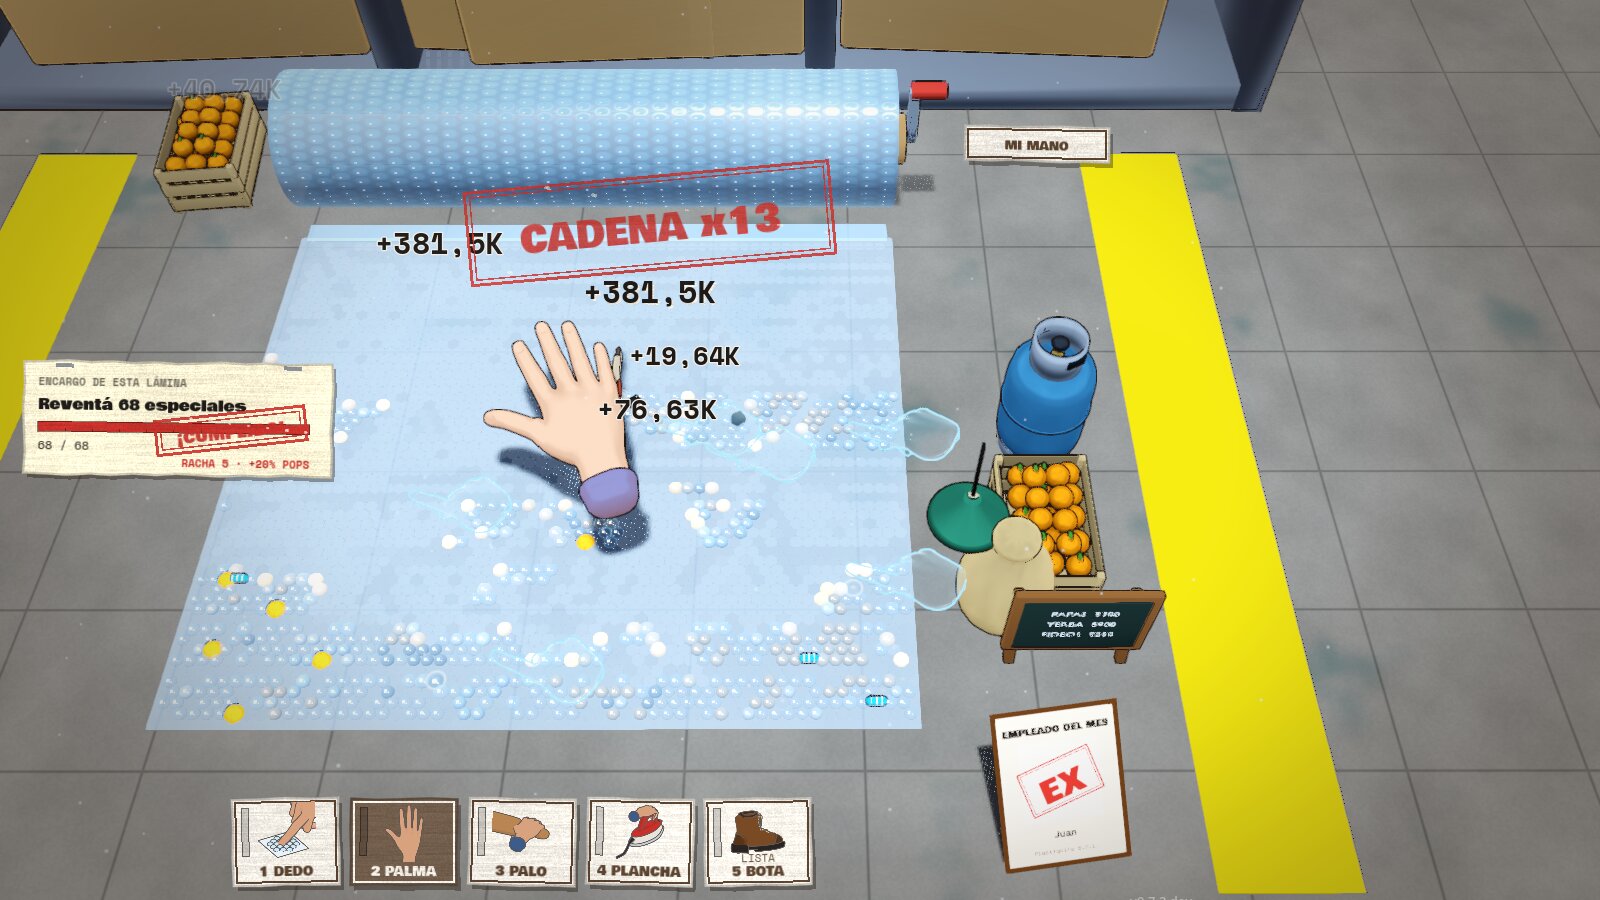 +40,74K
MI MANO
CADENA x13
+381,5K
+381,5K
+19,64K
+76,63K
ENCARGO DE ESTA LÁMINA
Reventá 68 especiales
68 / 68
RACHA 5 · +20% POPS
EMPLEADO DEL MES
EX
Juan
1 DEDO
2 PALMA
3 PALO
4 PLANCHA
LISTA
5 BOTA